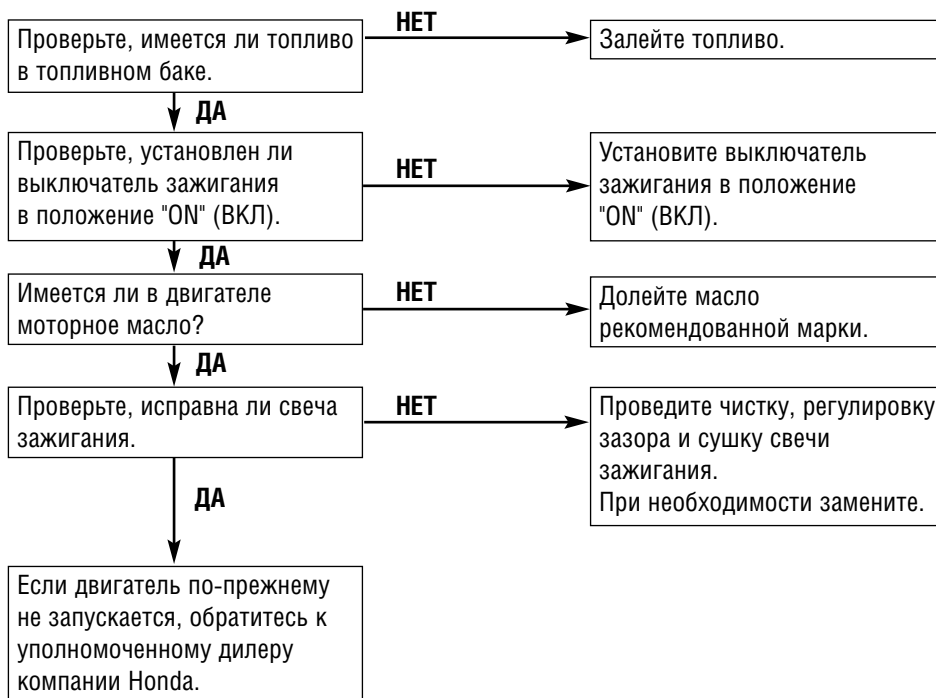 Проверьте, имеется ли топливо
в топливном баке.
НЕТ
Залейте топливо.
ДА
Проверьте, установлен ли
выключатель зажигания
в положение "ON" (ВКЛ).
НЕТ
Установите выключатель
зажигания в положение
"ON" (ВКЛ).
ДА
Имеется ли в двигателе
моторное масло?
НЕТ
Долейте масло
рекомендованной марки.
ДА
Проверьте, исправна ли свеча
зажигания.
НЕТ
Проведите чистку, регулировку
зазора и сушку свечи
зажигания.
При необходимости замените.
ДА
Если двигатель по-прежнему
не запускается, обратитесь к
уполномоченному дилеру
компании Honda.